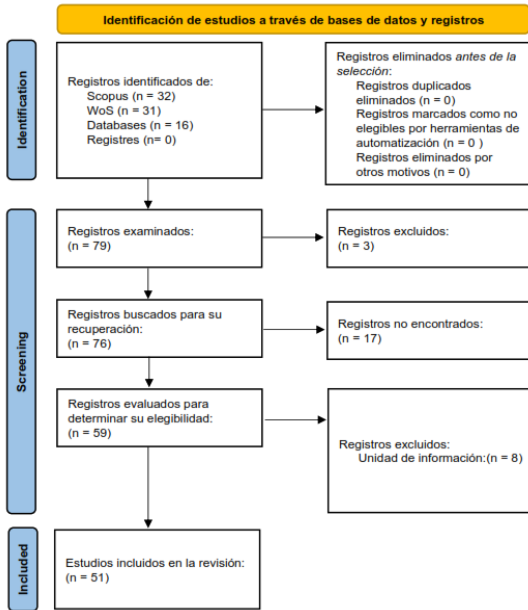 Identificación de estudios a través de bases de datos y registros
Identification
Registros identificados de:
Scopus (n = 32)
WoS (n = 31)
Databases (n = 16)
Registres (n= 0)
Registros eliminados antes de la
selección:
Registros duplicados
eliminados (n = 0)
Registros marcados como no
elegibles por herramientas de
automatización (n = 0 )
Registros eliminados por
otros motivos (n = 0)
Screening
Registros examinados:
(n = 79)
Registros excluidos:
(n = 3)
Registros buscados para su
recuperación:
(n = 76)
Registros no encontrados:
(n = 17)
Registros evaluados para
determinar su elegibilidad:
(n = 59)
Registros excluidos:
Unidad de información:(n = 8)
Included
Estudios incluidos en la revisión:
(n = 51)